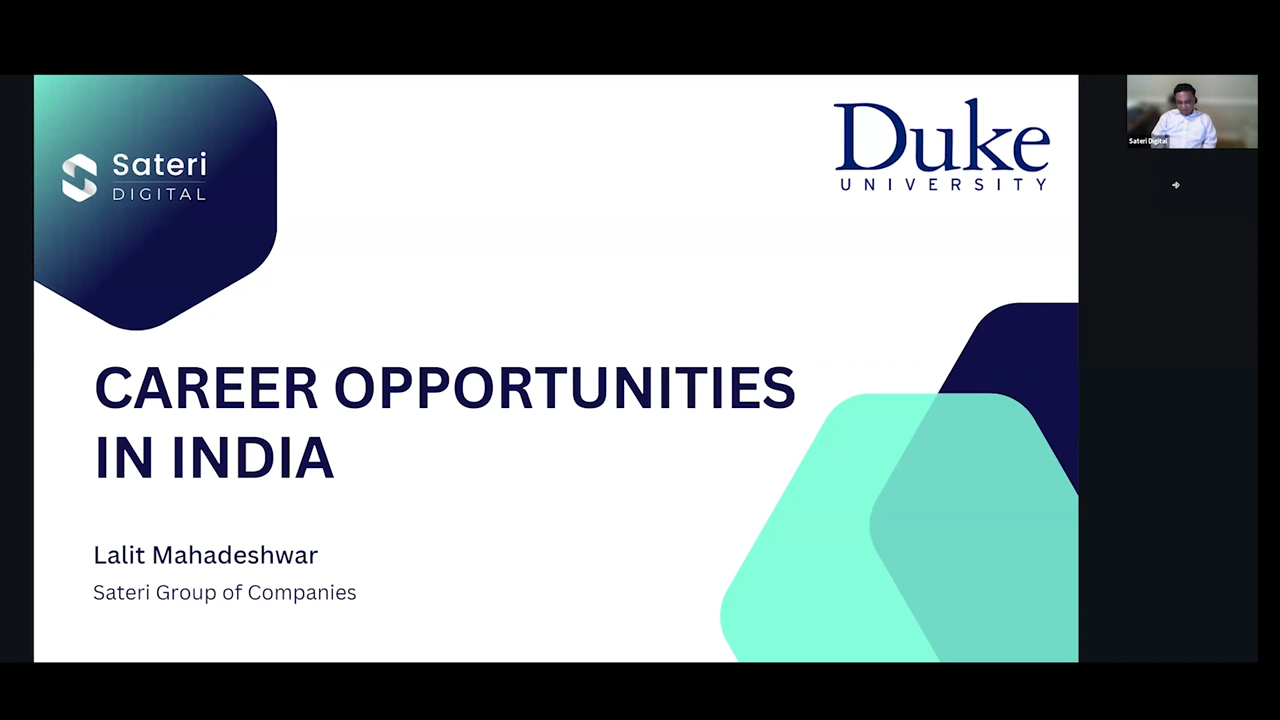 Sateri
DIGITAL
Duke
UNIVERSITY
Sateri Digital
CAREER OPPORTUNITIES
IN INDIA
Lalit Mahadeshwar
Sateri Group of Companies